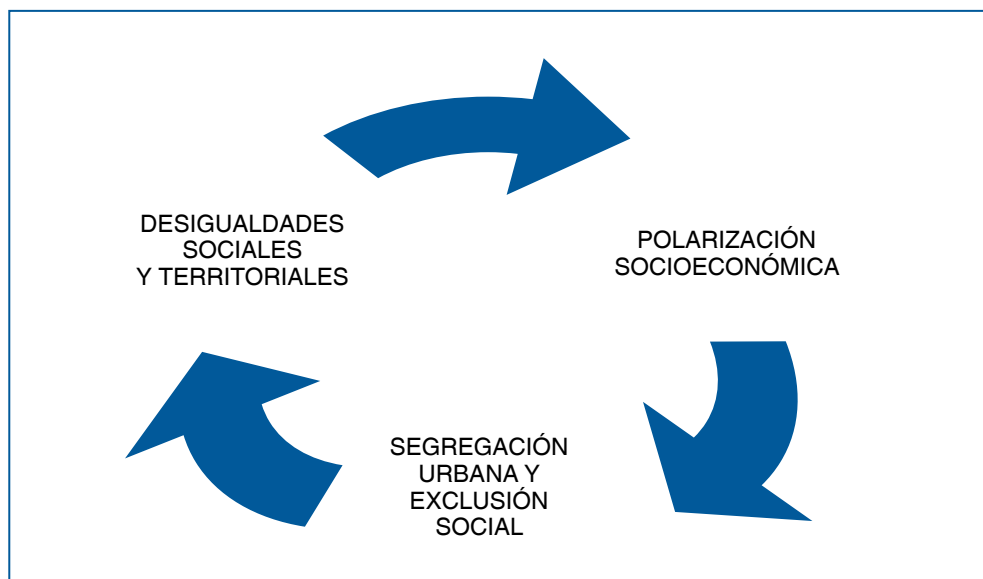 DESIGUALDADES
SOCIALES
Y TERRITORIALES
POLARIZACIÓN
SOCIOECONÓMICA
SEGREGACIÓN
URBANA Y
EXCLUSIÓN
SOCIAL